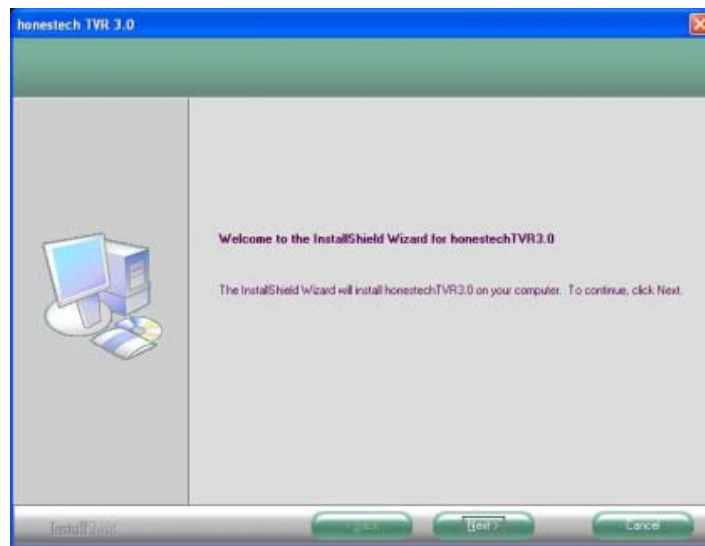 honestech TVR 3.0
Welcome to the InstallShield Wizard for honestechTVR3.0
The InstallShield Wizard will install honestechTVR3.0 on your computer. To continue, click Next.
InstallShield
< Back
Next >
Cancel